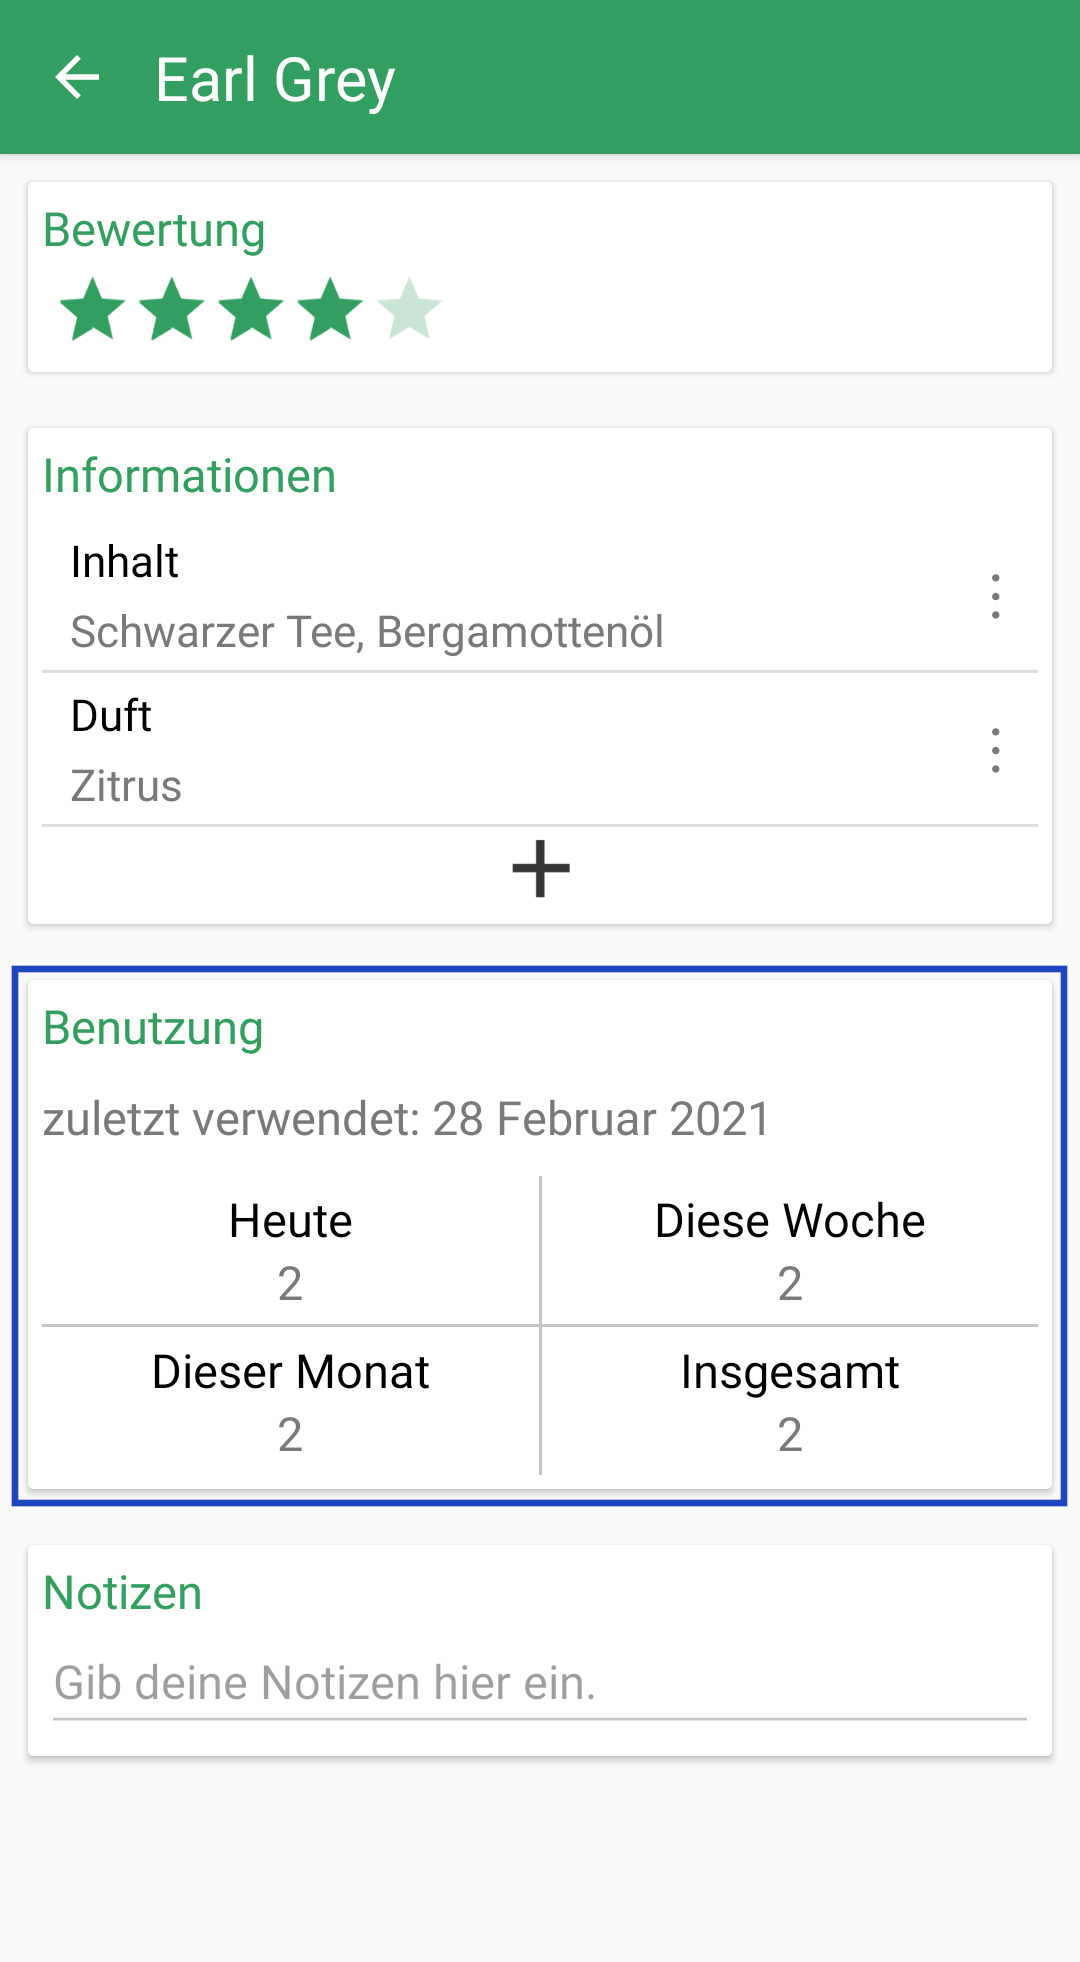 Earl Grey
Bewertung
Informationen
Inhalt
Schwarzer Tee, Bergamottenöl
Duft
Zitrus
Benutzung
zuletzt verwendet: 28 Februar 2021
Heute
2
Diese Woche
2
Dieser Monat
2
Insgesamt
2
Notizen
Gib deine Notizen hier ein.